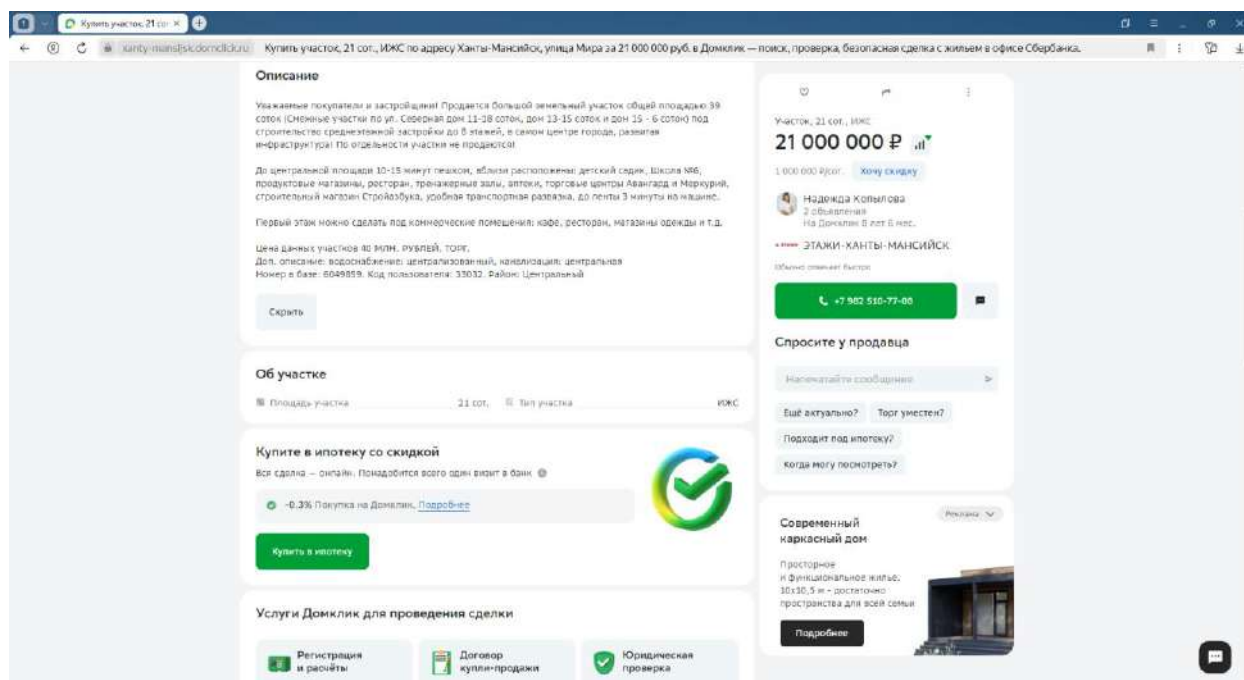 Купить участок, 21 сот
xanty-mansijsk.domclick.ru Купить участок, 21 сот., ИЖС по адресу Ханты-Мансийск, улица Мира за 21 000 000 руб. в Домклик — поиск, проверка, безопасная сделка с жильем в офисе Сбербанка.
Описание
Уважаемые покупатели и застройщики! Продается большой земельный участок общей площадью 39
соток (Смежные участки по ул. Северная дом 11-18 соток, дом 13-15 соток и дом 15 - 6 соток) под
строительство среднеэтажной застройки до 8 этажей, в самом центре города, развитая
инфраструктура! По отдельности участки не продаются!
До центральной площади 10-15 минут пешком, вблизи расположены: детский садик, Школа №6,
продуктовые магазины, ресторан, тренажерные залы, аптеки, торговые центры Авангард и Меркурий,
строительный магазин Стройазбука, удобная транспортная развязка, до ленты 3 минуты на машине.
Первый этаж можно сделать под коммерческие помещения: кафе, ресторан, магазины одежды и т.д.
Цена данных участков 40 МЛН. РУБЛЕЙ, ТОРГ.
Доп. описание: водоснабжение: централизованный, канализация: центральная
Номер в базе: 6049859. Код пользователя: 33032. Район: Центральный
Скрыть
Об участке
Площадь участка 21 сот. Тип участка ИЖС
Купите в ипотеку со скидкой
Вся сделка — онлайн. Понадобится всего один визит в банк
-0,3% Покупка на Домклик. Подробнее
Купить в ипотеку
Услуги Домклик для проведения сделки
Регистрация
и расчёты
Договор
купли-продажи
Юридическая
проверка
Участок, 21 сот., ИЖС
21 000 000 ₽
1 000 000 ₽/сот. Хочу скидку
Надежда Копылова
2 объявления
На Домклик 8 лет 6 мес.
ЭТАЖИ-ХАНТЫ-МАНСИЙСК
Обычно отвечает быстро
+7 982 510-77-08
Спросите у продавца
Напечатайте сообщение
Ещё актуально? Торг уместен?
Подходит под ипотеку?
Когда могу посмотреть?
Реклама
Современный
каркасный дом
Просторное
и функциональное жилье.
10х10,5 м - достаточно
пространства для всей семьи
Подробнее